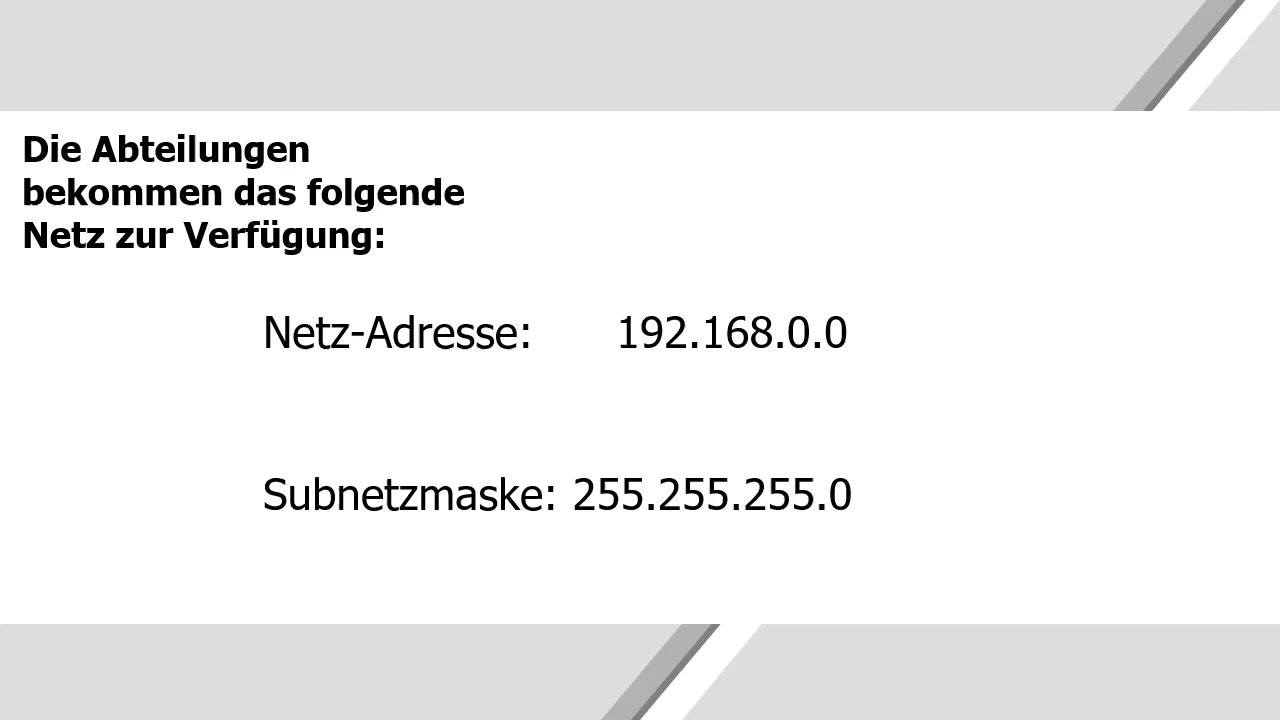 Die Abteilungen
bekommen das folgende
Netz zur Verfügung:
Netz-Adresse: 192.168.0.0
Subnetzmaske: 255.255.255.0